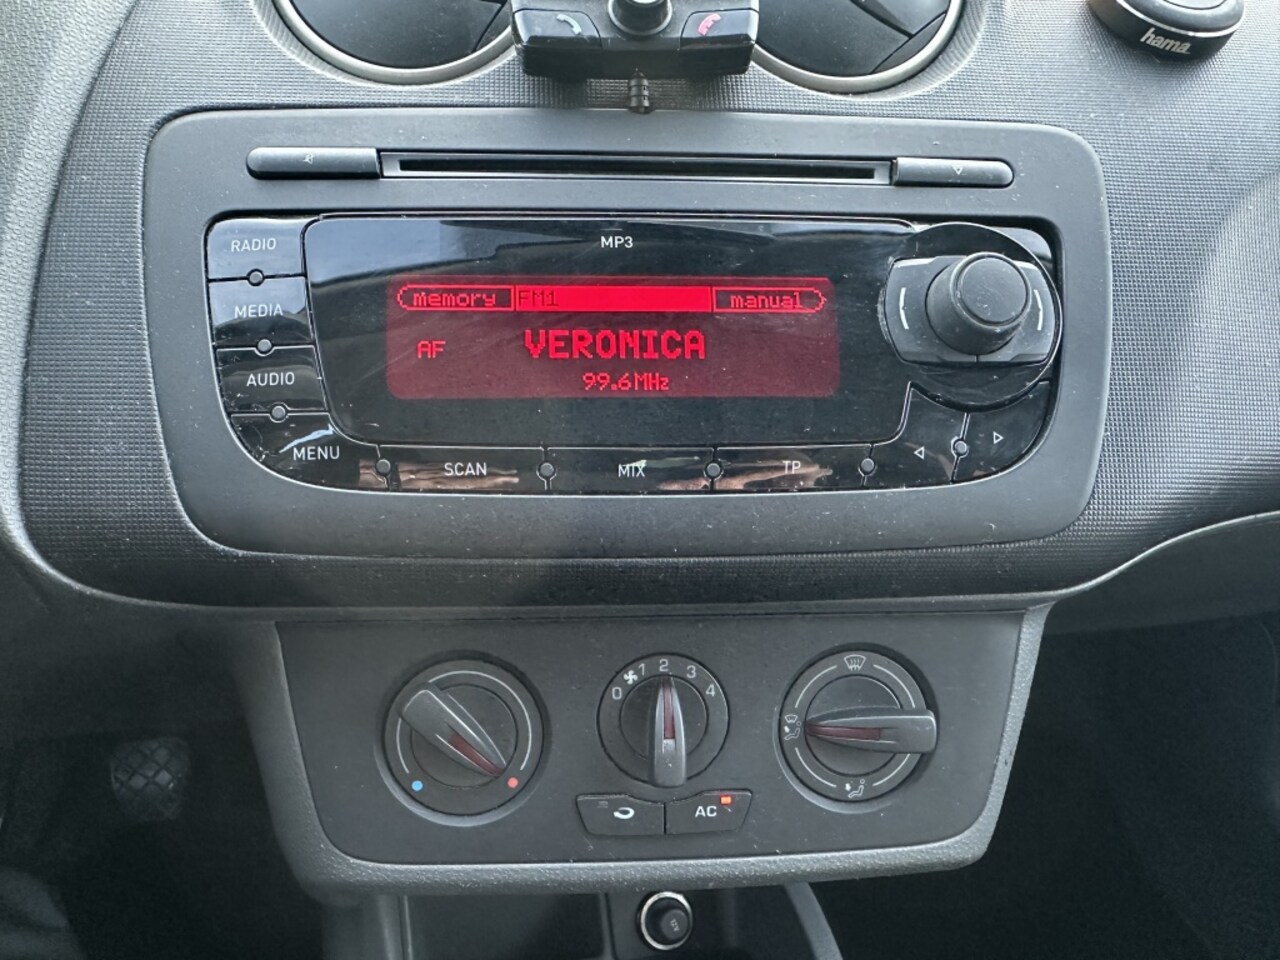 hama.
RADIO
MP3
MEDIA
memory FM1 manual
AF VERONICA
99.6MHz
AUDIO
MENU SCAN MIX TP
0 1 2 3 4
AC
12V